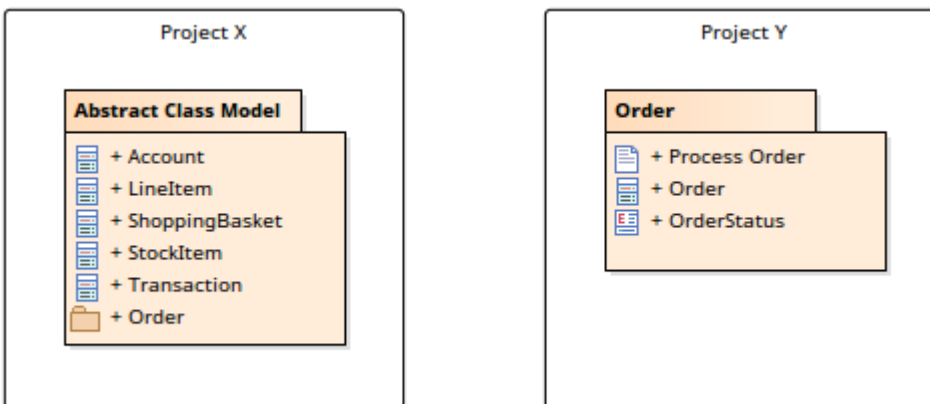 Project X
Abstract Class Model
+ Account
+ LineItem
+ ShoppingBasket
+ StockItem
+ Transaction
+ Order
Project Y
Order
+ Process Order
+ Order
+ OrderStatus